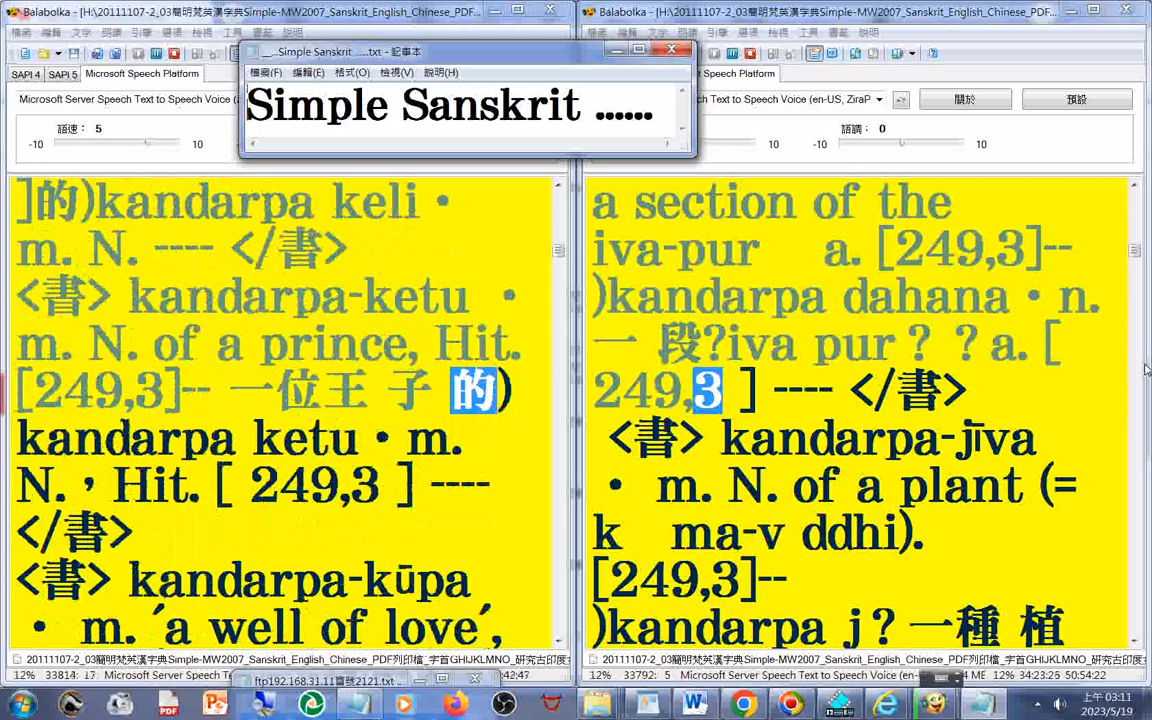 Balabolka - [H:\20111107-2_03簡明梵英漢字典Simple-MW2007_Sanskrit_English_Chinese_PDF...
SAPI 4 SAPI 5 Microsoft Speech Platform
Microsoft Server Speech Text to Speech Voice (
語速： 5
-10 10
]的)kandarpa keli •
m. N. ---- </書>
<書> kandarpa-ketu •
m. N. of a prince, Hit.
[249,3]-- 一位王 子 的)
kandarpa ketu • m.
N.，Hit. [ 249,3 ] ----
</書>
<書> kandarpa-kūpa
• m. ´a well of love´,
20111107-2_03簡明梵英漢字典Simple-MW2007_Sanskrit_English_Chinese_PDF列印檔_字首GHIJKLMNO_研究古印度
12% 33814: Microsoft Speech
:42:47
__...Simple Sanskrit ......txt - 記事本
檔案(F) 編輯(E) 格式(O) 檢視(V) 說明(H)
Simple Sanskrit ......
Balabolka - [H:\20111107-2_03簡明梵英漢字典Simple-MW2007_Sanskrit_English_Chinese_PDF...
t Speech Platform
ch Text to Speech Voice (en-US, ZiraP 關於 預設
語調： 0
10 -10 10
a section of the
iva-pur a. [249,3]--
)kandarpa dahana • n.
一 段?iva pur？？a. [
249,3 ] ---- </書>
<書> kandarpa-jīva
• m. N. of a plant (=
k ma-v ddhi).
[249,3]--
)kandarpa j？一種 植
20111107-2_03簡明梵英漢字典Simple-MW2007_Sanskrit_English_Chinese_PDF列印檔_字首GHIJKLMNO_研究古印度
12% 33792: 5 Microsoft Speech 12% 34:23:26 50:54:22
ftp192.168.31.11盲號2121.txt ...
上午 03:11
2023/5/19